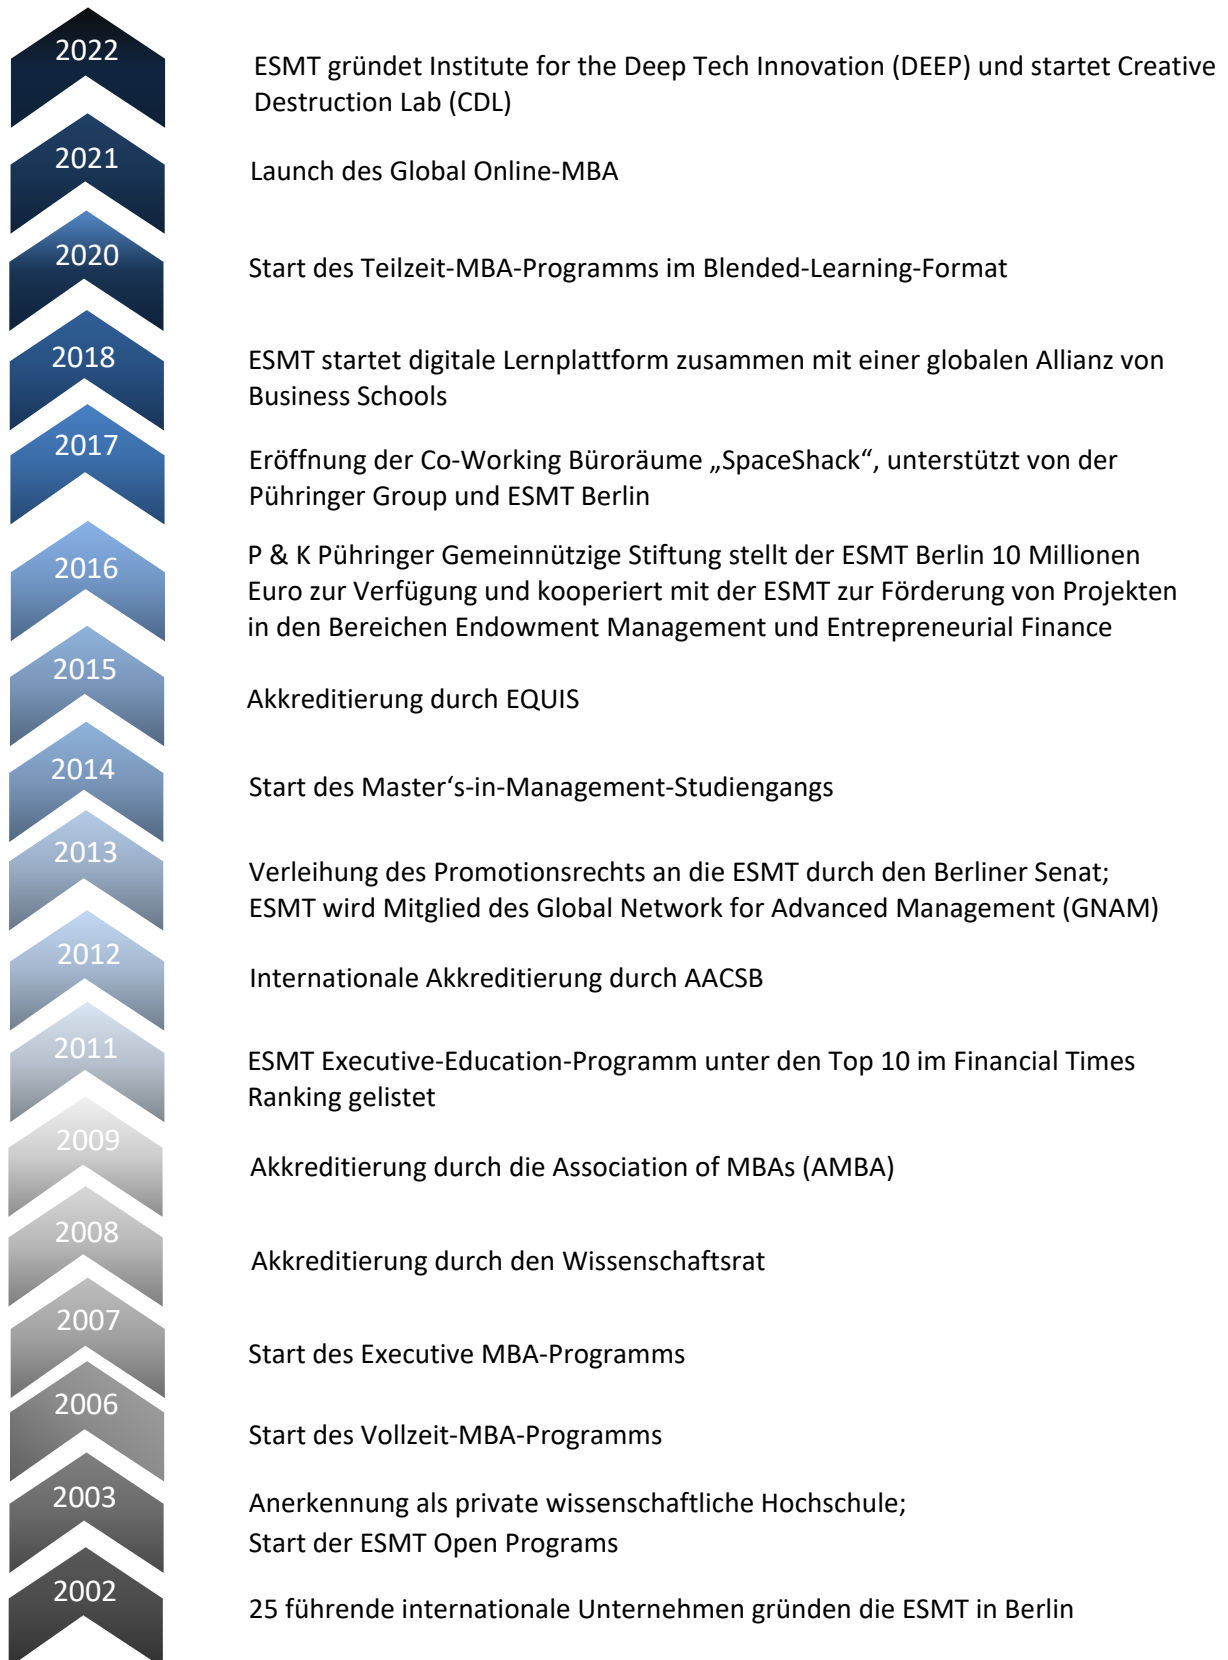 2022
ESMT gründet Institute for the Deep Tech Innovation (DEEP) und startet Creative
Destruction Lab (CDL)
2021
Launch des Global Online-MBA
2020
Start des Teilzeit-MBA-Programms im Blended-Learning-Format
2018
ESMT startet digitale Lernplattform zusammen mit einer globalen Allianz von
Business Schools
2017
Eröffnung der Co-Working Büroräume „SpaceShack“, unterstützt von der
Pühringer Group und ESMT Berlin
2016
P & K Pühringer Gemeinnützige Stiftung stellt der ESMT Berlin 10 Millionen
Euro zur Verfügung und kooperiert mit der ESMT zur Förderung von Projekten
in den Bereichen Endowment Management und Entrepreneurial Finance
2015
Akkreditierung durch EQUIS
2014
Start des Master‘s-in-Management-Studiengangs
2013
Verleihung des Promotionsrechts an die ESMT durch den Berliner Senat;
ESMT wird Mitglied des Global Network for Advanced Management (GNAM)
2012
Internationale Akkreditierung durch AACSB
2011
ESMT Executive-Education-Programm unter den Top 10 im Financial Times
Ranking gelistet
2009
Akkreditierung durch die Association of MBAs (AMBA)
2008
Akkreditierung durch den Wissenschaftsrat
2007
Start des Executive MBA-Programms
2006
Start des Vollzeit-MBA-Programms
2003
Anerkennung als private wissenschaftliche Hochschule;
Start der ESMT Open Programs
2002
25 führende internationale Unternehmen gründen die ESMT in Berlin